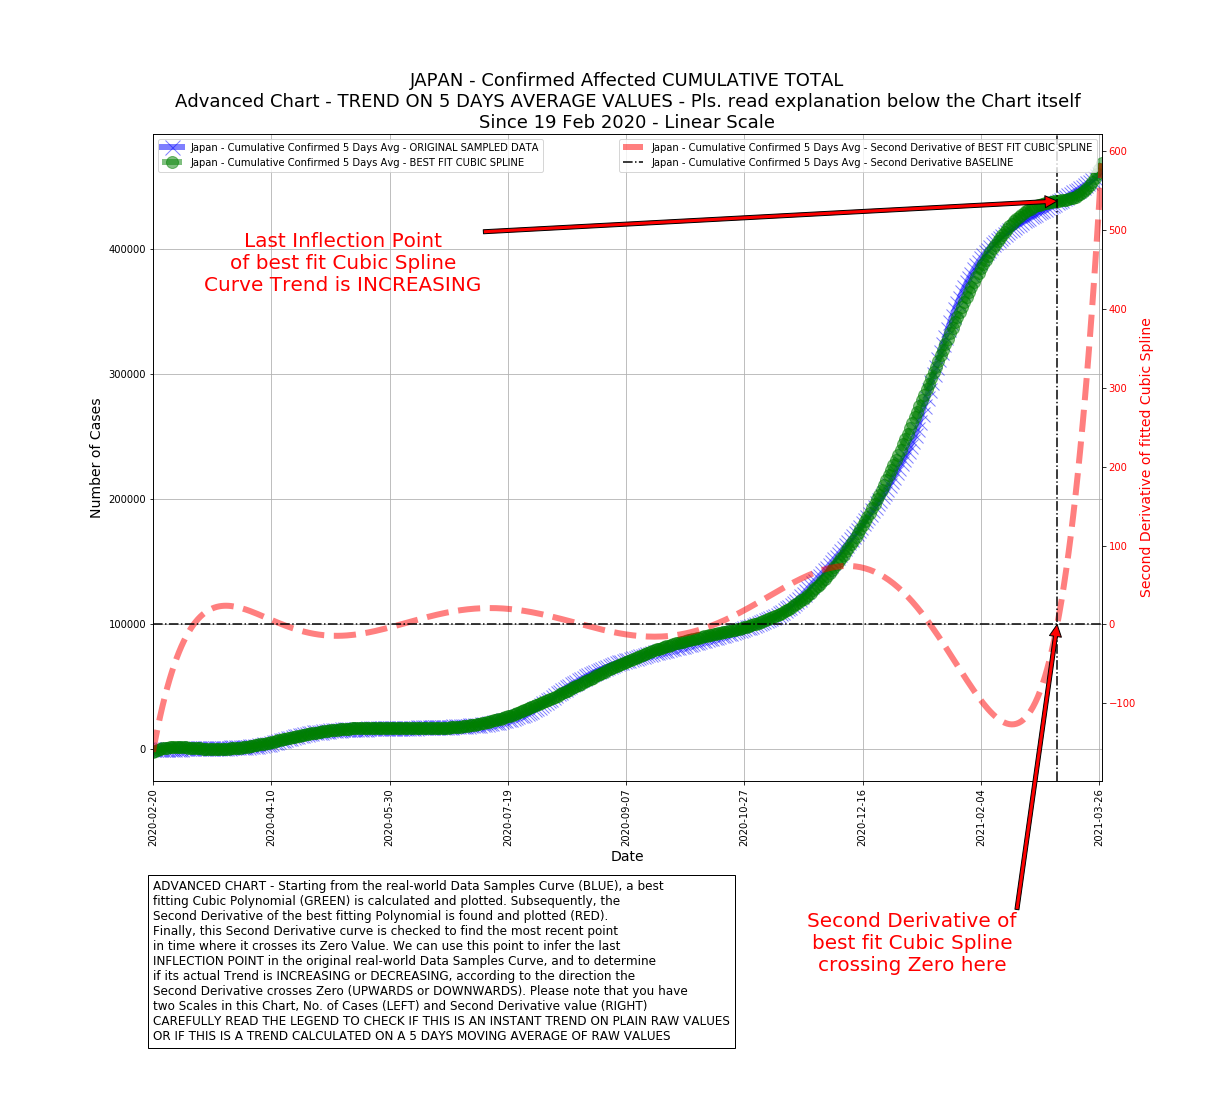 JAPAN - Confirmed Affected CUMULATIVE TOTAL
Advanced Chart - TREND ON 5 DAYS AVERAGE VALUES - Pls. read explanation below the Chart itself
Since 19 Feb 2020 - Linear Scale
Japan - Cumulative Confirmed 5 Days Avg - ORIGINAL SAMPLED DATA
Japan - Cumulative Confirmed 5 Days Avg - BEST FIT CUBIC SPLINE
Japan - Cumulative Confirmed 5 Days Avg - Second Derivative of BEST FIT CUBIC SPLINE
Japan - Cumulative Confirmed 5 Days Avg - Second Derivative BASELINE
Last Inflection Point
of best fit Cubic Spline
Curve Trend is INCREASING
Number of Cases
400000
300000
200000
100000
0
600
500
400
300
200
100
0
−100
Second Derivative of fitted Cubic Spline
2020-02-20
2020-04-10
2020-05-30
2020-07-19
2020-09-07
2020-10-27
2020-12-16
2021-02-04
2021-03-26
Date
ADVANCED CHART - Starting from the real-world Data Samples Curve (BLUE), a best
fitting Cubic Polynomial (GREEN) is calculated and plotted. Subsequently, the
Second Derivative of the best fitting Polynomial is found and plotted (RED).
Finally, this Second Derivative curve is checked to find the most recent point
in time where it crosses its Zero Value. We can use this point to infer the last
INFLECTION POINT in the original real-world Data Samples Curve, and to determine
if its actual Trend is INCREASING or DECREASING, according to the direction the
Second Derivative crosses Zero (UPWARDS or DOWNWARDS). Please note that you have
two Scales in this Chart, No. of Cases (LEFT) and Second Derivative value (RIGHT)
CAREFULLY READ THE LEGEND TO CHECK IF THIS IS AN INSTANT TREND ON PLAIN RAW VALUES
OR IF THIS IS A TREND CALCULATED ON A 5 DAYS MOVING AVERAGE OF RAW VALUES
Second Derivative of
best fit Cubic Spline
crossing Zero here